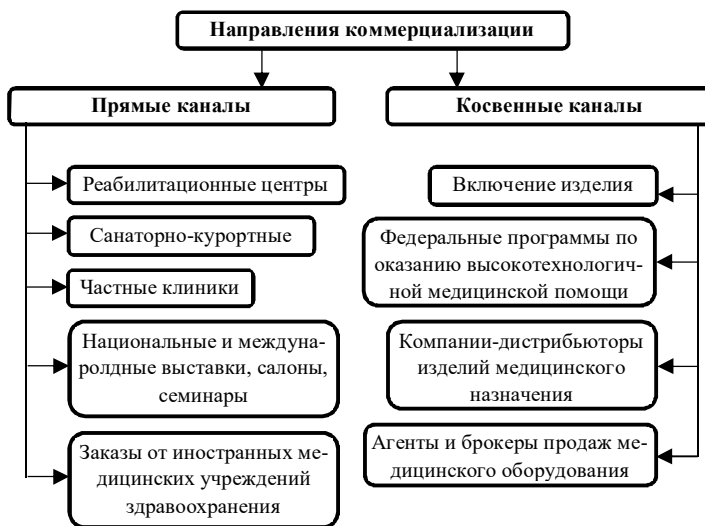 Направления коммерциализации
Прямые каналы
Реабилитационные центры
Санаторно-курортные
Частные клиники
Национальные и междуна-
ролдные выставки, салоны,
семинары
Заказы от иностранных ме-
дицинских учреждений
здравоохранения
Косвенные каналы
Включение изделия
Федеральные программы по
оказанию высокотехнологич-
ной медицинской помощи
Компании-дистрибьюторы
изделий медицинского
назначения
Агенты и брокеры продаж ме-
дицинского оборудования